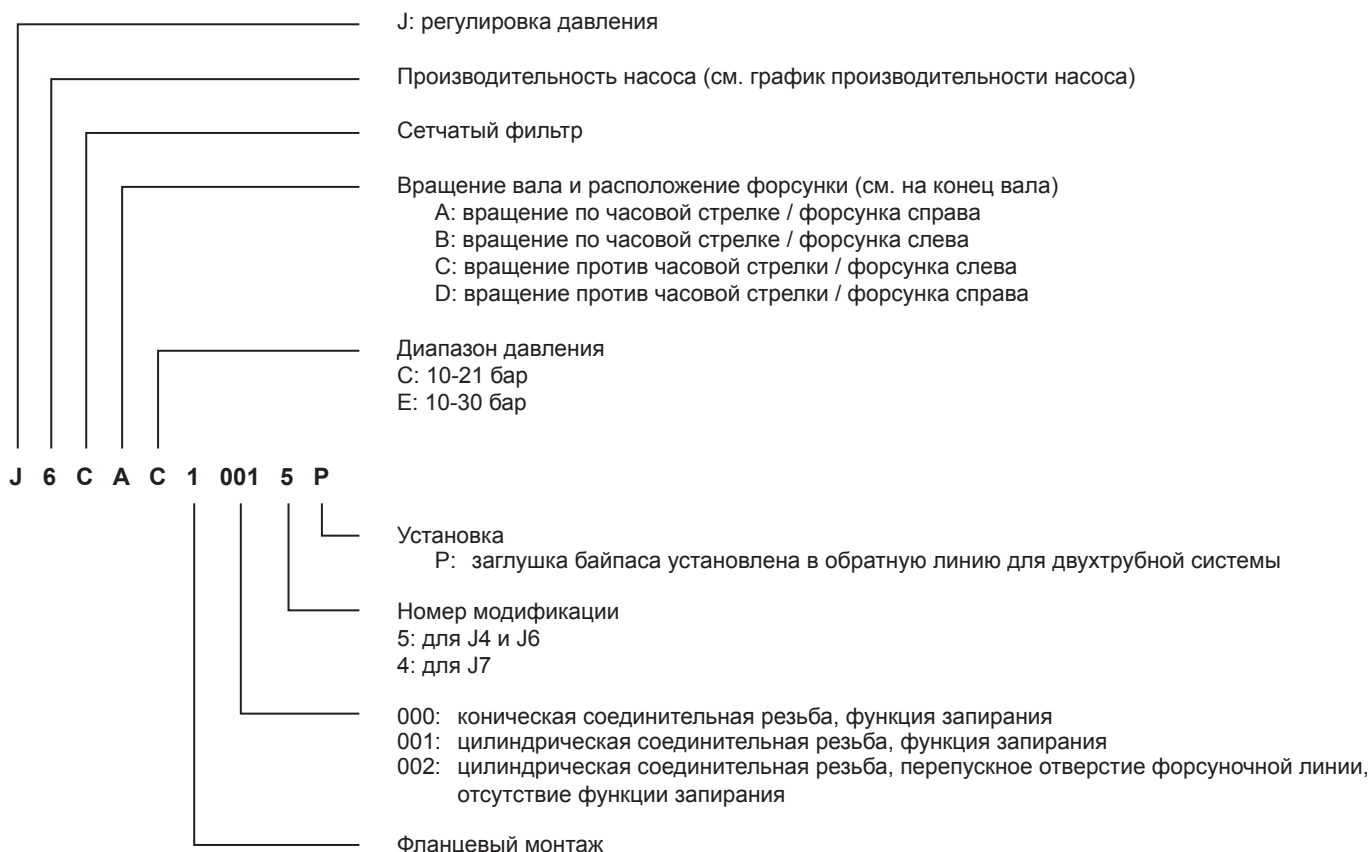 J: регулировка давления
Производительность насоса (см. график производительности насоса)
Сетчатый фильтр
Вращение вала и расположение форсунки (см. на конец вала)
A: вращение по часовой стрелке / форсунка справа
B: вращение по часовой стрелке / форсунка слева
C: вращение против часовой стрелки / форсунка слева
D: вращение против часовой стрелки / форсунка справа
Диапазон давления
C: 10-21 бар
E: 10-30 бар
J 6 C A C 1 001 5 P
Установка
P: заглушка байпаса установлена в обратную линию для двухтрубной системы
Номер модификации
5: для J4 и J6
4: для J7
000: коническая соединительная резьба, функция запирания
001: цилиндрическая соединительная резьба, функция запирания
002: цилиндрическая соединительная резьба, перепускное отверстие форсуночной линии,
отсутствие функции запирания
Фланцевый монтаж